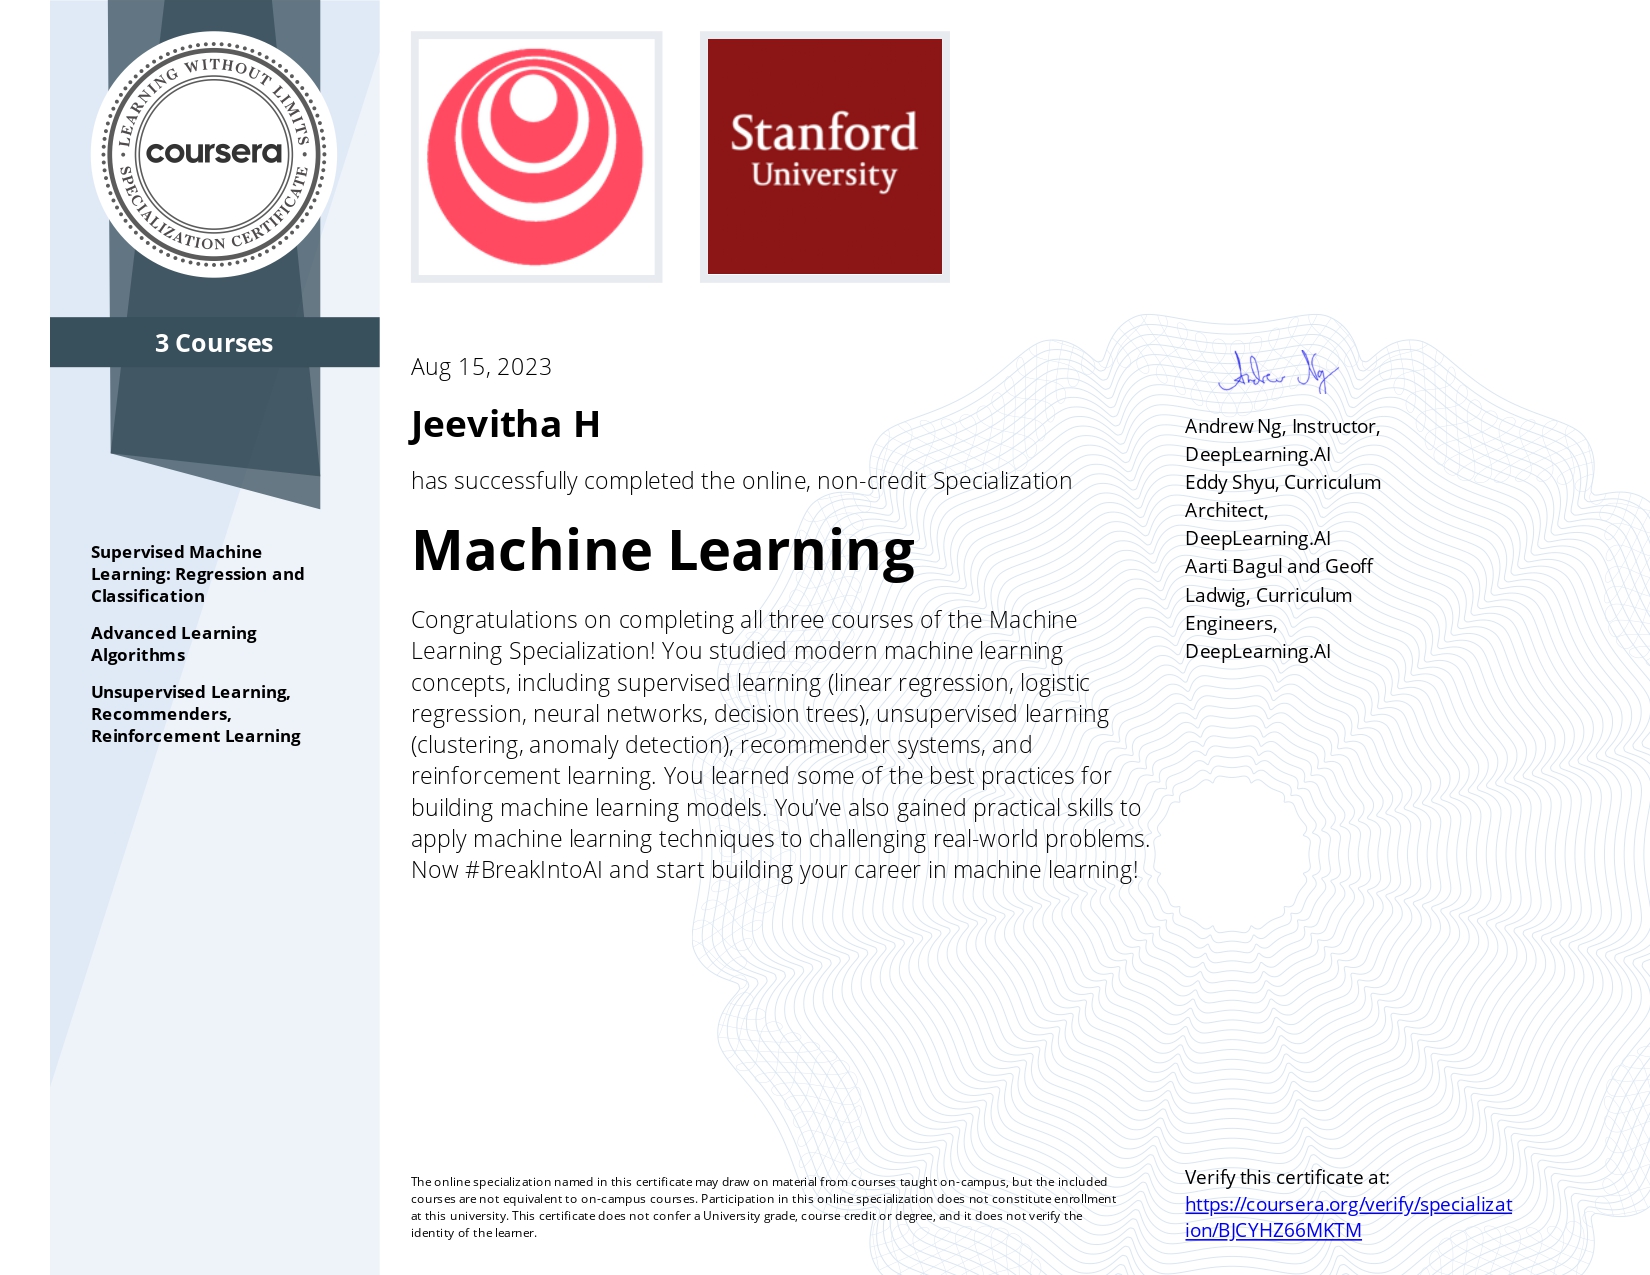 LEARNING WITHOUT LIMITS
coursera
SPECIALIZATION CERTIFICATE
3 Courses
Supervised Machine
Learning: Regression and
Classification
Advanced Learning
Algorithms
Unsupervised Learning,
Recommenders,
Reinforcement Learning
Stanford
University
Aug 15, 2023
Jeevitha H
has successfully completed the online, non-credit Specialization
Machine Learning
Congratulations on completing all three courses of the Machine
Learning Specialization! You studied modern machine learning
concepts, including supervised learning (linear regression, logistic
regression, neural networks, decision trees), unsupervised learning
(clustering, anomaly detection), recommender systems, and
reinforcement learning. You learned some of the best practices for
building machine learning models. You’ve also gained practical skills to
apply machine learning techniques to challenging real-world problems.
Now #BreakIntoAI and start building your career in machine learning!
Andrew Ng
Andrew Ng, Instructor,
DeepLearning.AI
Eddy Shyu, Curriculum
Architect,
DeepLearning.AI
Aarti Bagul and Geoff
Ladwig, Curriculum
Engineers,
DeepLearning.AI
The online specialization named in this certificate may draw on material from courses taught on-campus, but the included
courses are not equivalent to on-campus courses. Participation in this online specialization does not constitute enrollment
at this university. This certificate does not confer a University grade, course credit or degree, and it does not verify the
identity of the learner.
Verify this certificate at:
https://coursera.org/verify/specializat
ion/BJCYHZ66MKTM